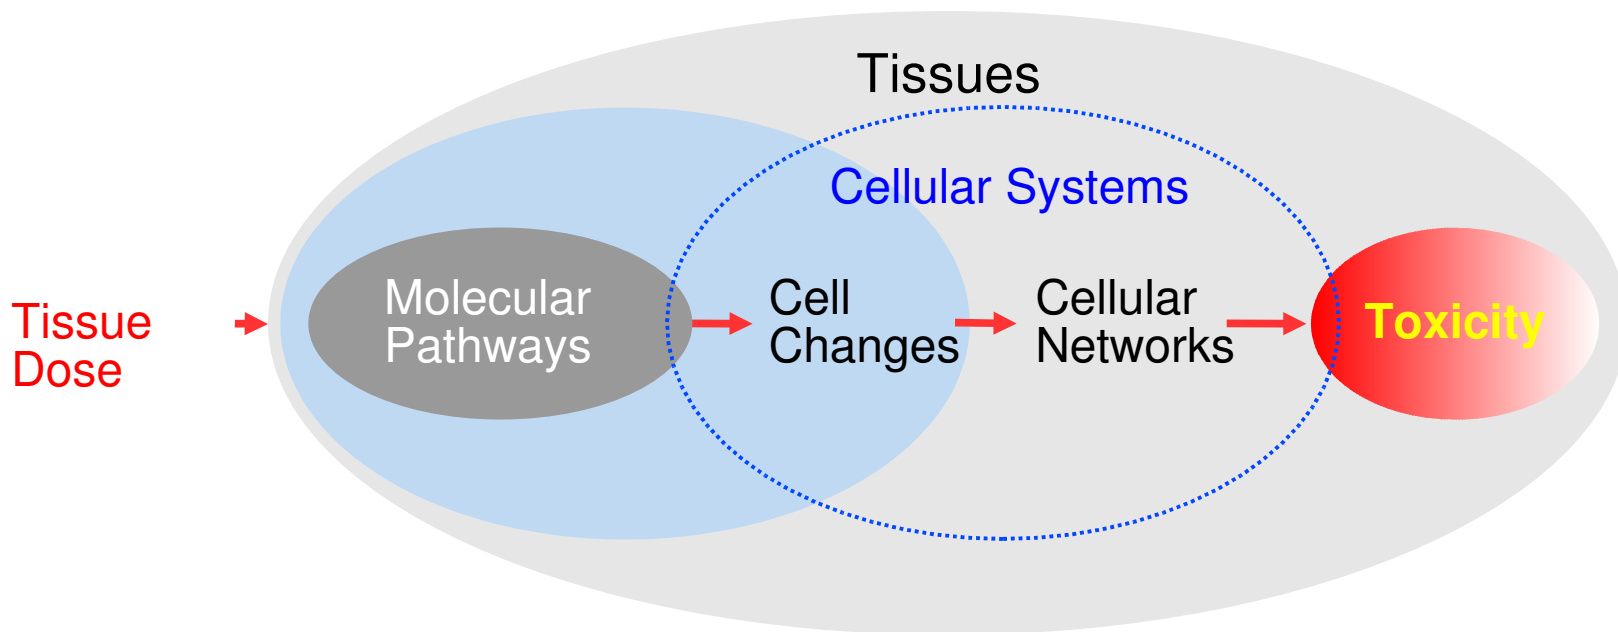 Tissues
Cellular Systems
Tissue
Dose
Molecular
Pathways
Cell
Changes
Cellular
Networks
Toxicity